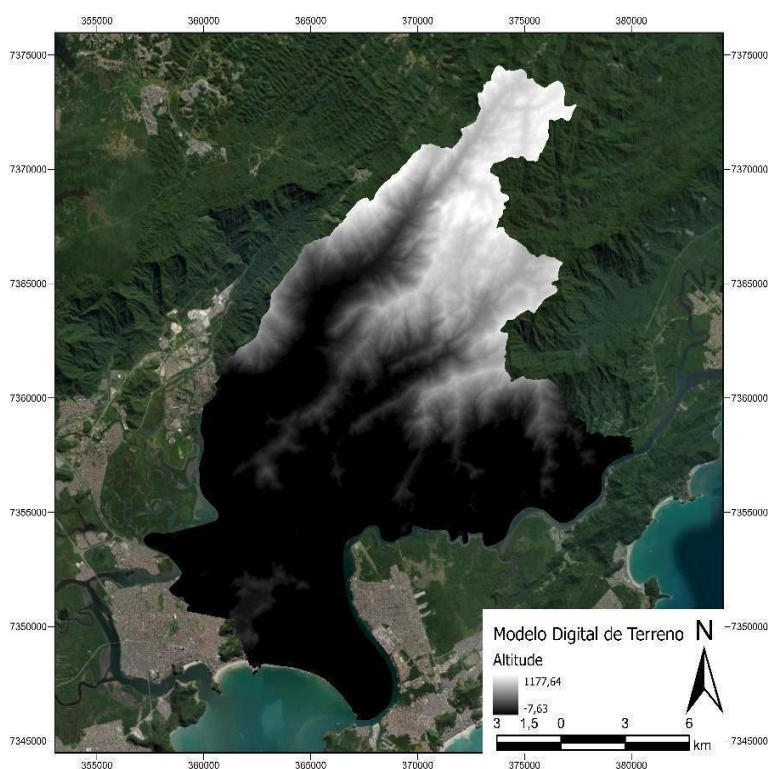 355000 360000 365000 370000 375000 380000
7375000 7375000
7370000 7370000
7365000 7365000
7360000 7360000
7355000 7355000
7350000 7350000
7345000 7345000
Modelo Digital de Terreno N
Altitude
1177,64
-7,63
3 1,5 0 3 6
km
355000 360000 365000 370000 375000 380000